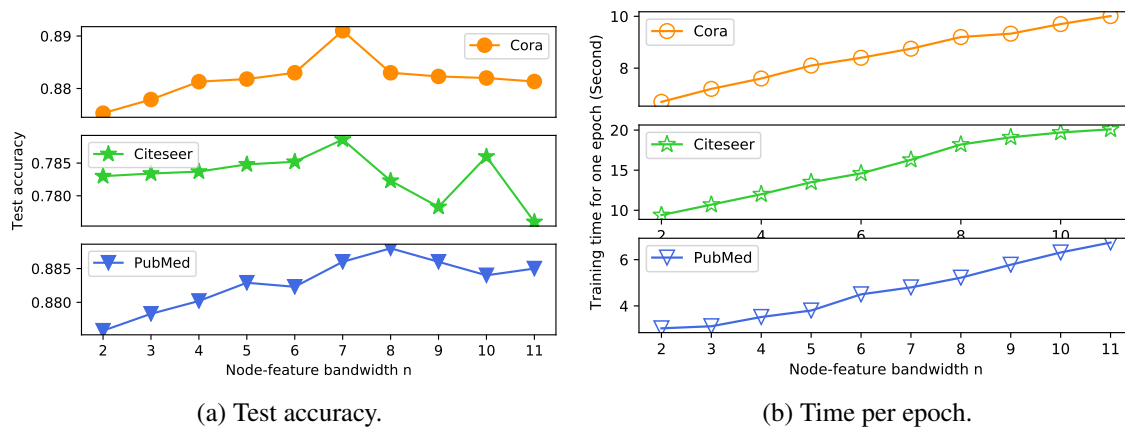 0.89
0.88
Cora
Test accuracy
0.785
0.780
Citeseer
0.885
0.880
PubMed
2 3 4 5 6 7 8 9 10 11
Node-feature bandwidth n
(a) Test accuracy.
Training time for one epoch (Second)
10
8
Cora
20
15
10
Citeseer
2 4 6 8 10
6
4
PubMed
2 3 4 5 6 7 8 9 10 11
Node-feature bandwidth n
(b) Time per epoch.